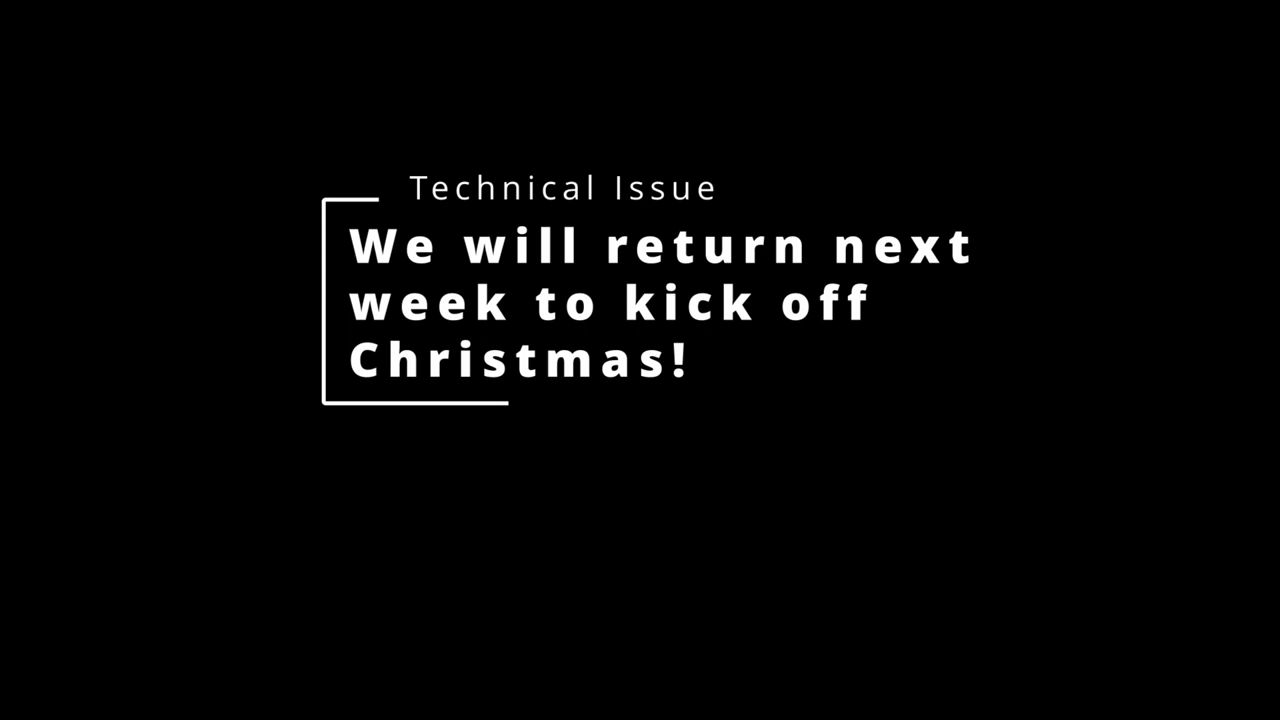 Technical Issue
We will return next
week to kick off
Christmas!